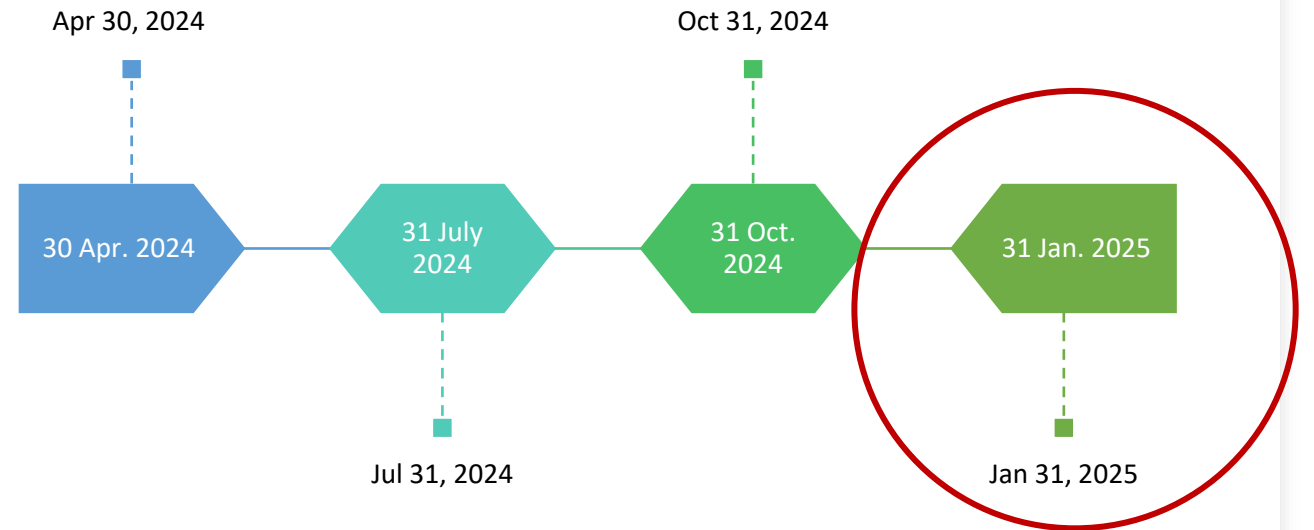 Apr 30, 2024
Oct 31, 2024
30 Apr. 2024
31 July
2024
31 Oct.
2024
31 Jan. 2025
Jul 31, 2024
Jan 31, 2025